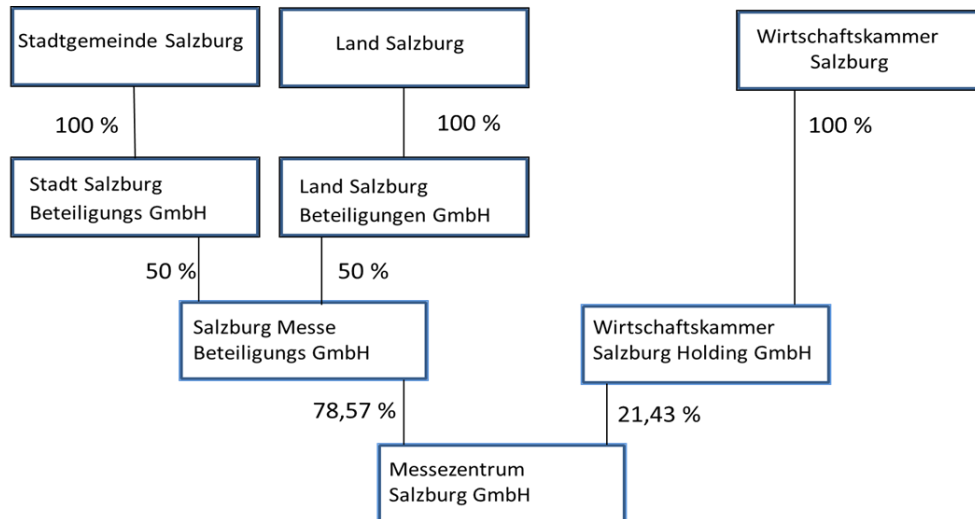 Stadtgemeinde Salzburg
Land Salzburg
Wirtschaftskammer
Salzburg
100 %
100 %
100 %
Stadt Salzburg
Beteiligungs GmbH
Land Salzburg
Beteiligungen GmbH
50 %
50 %
Salzburg Messe
Beteiligungs GmbH
Wirtschaftskammer
Salzburg Holding GmbH
78,57 %
21,43 %
Messezentrum
Salzburg GmbH